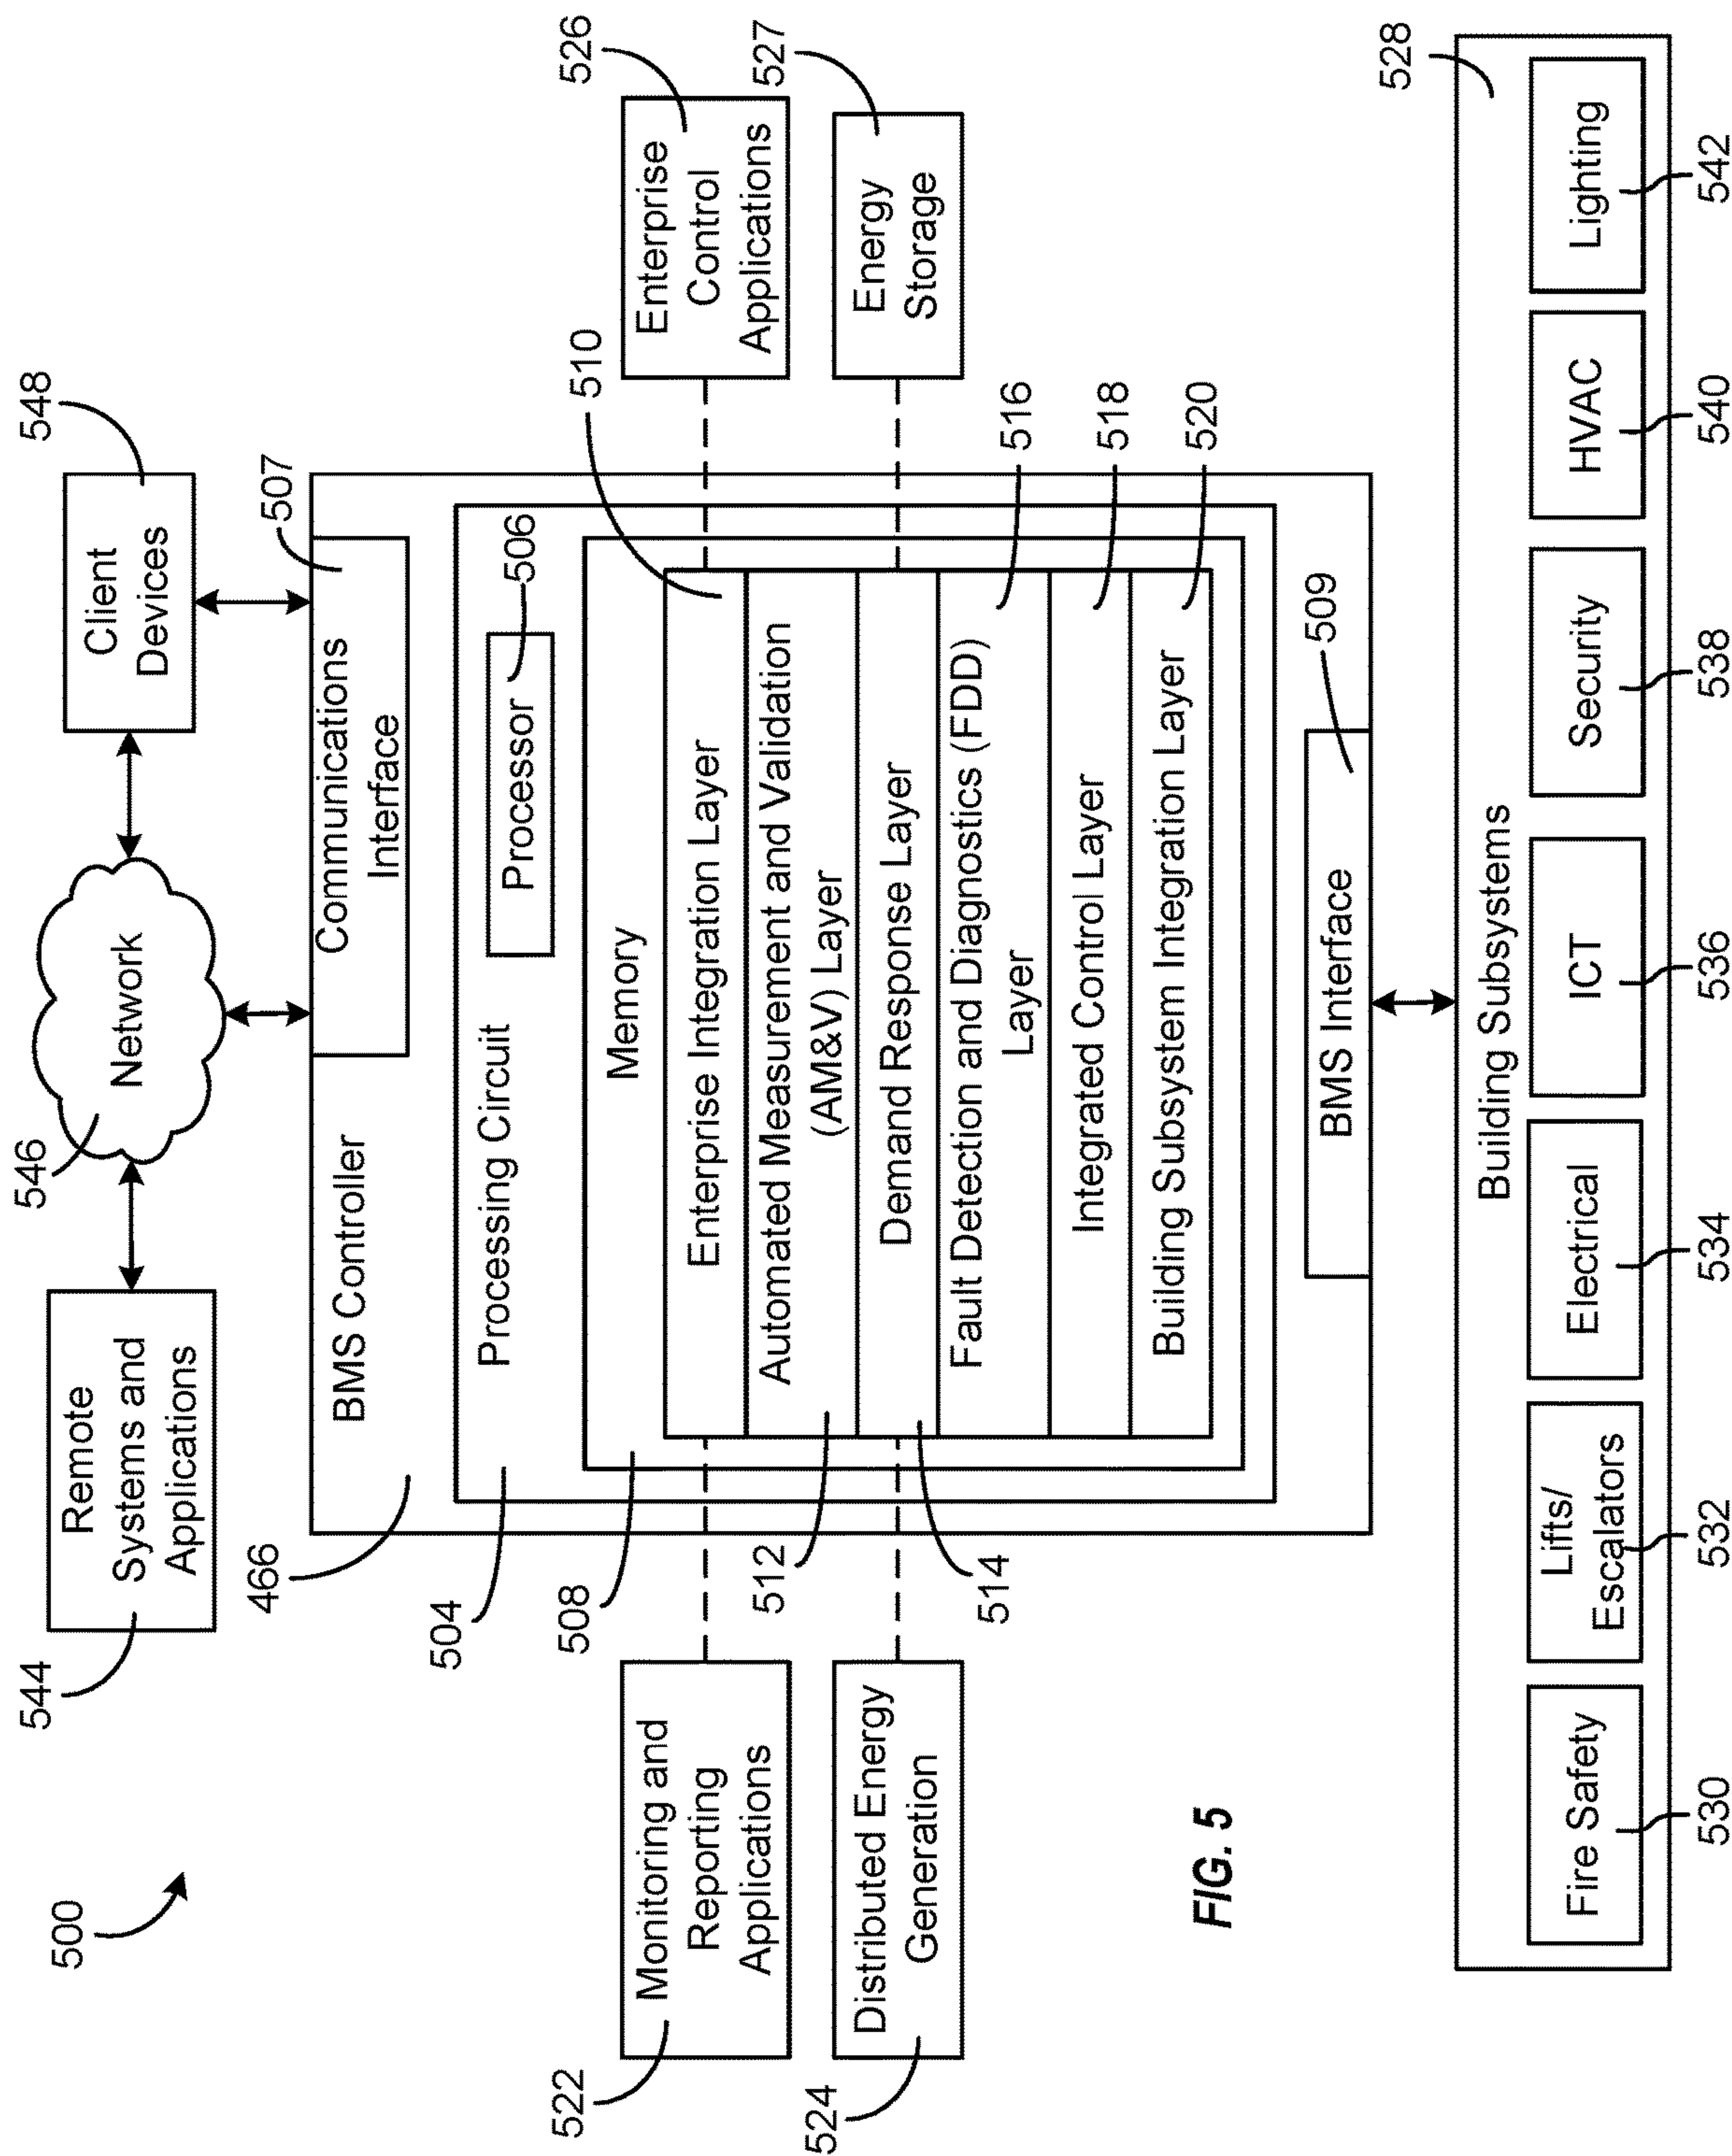 500
544
Remote
Systems and
Applications
546
Network
Client
Devices
548
466
BMS Controller
Communications
Interface
507
504
Processing Circuit
Processor
506
508
Memory
510
Enterprise Integration Layer
Automated Measurement and Validation
(AM&V) Layer
512
Demand Response Layer
514
Fault Detection and Diagnostics (FDD)
Layer
516
Integrated Control Layer
518
Building Subsystem Integration Layer
520
522
Monitoring and
Reporting
Applications
524
Distributed Energy
Generation
Enterprise
Control
Applications
526
Energy
Storage
527
BMS Interface
509
FIG. 5
Building Subsystems
528
Fire Safety
Lifts/
Escalators
Electrical
ICT
Security
HVAC
Lighting
530
532
534
536
538
540
542